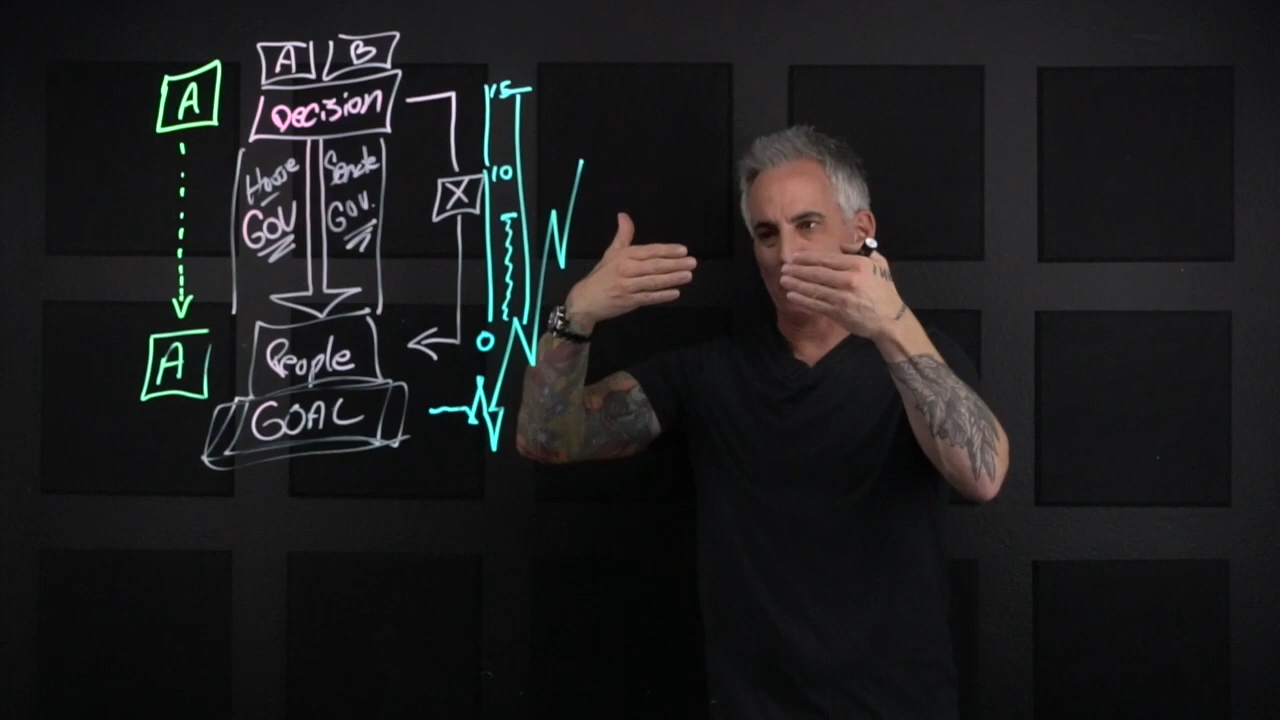 A
A B
Decision
House Senate
GOV GOV.
X
People
GOAL
A
15
10
0